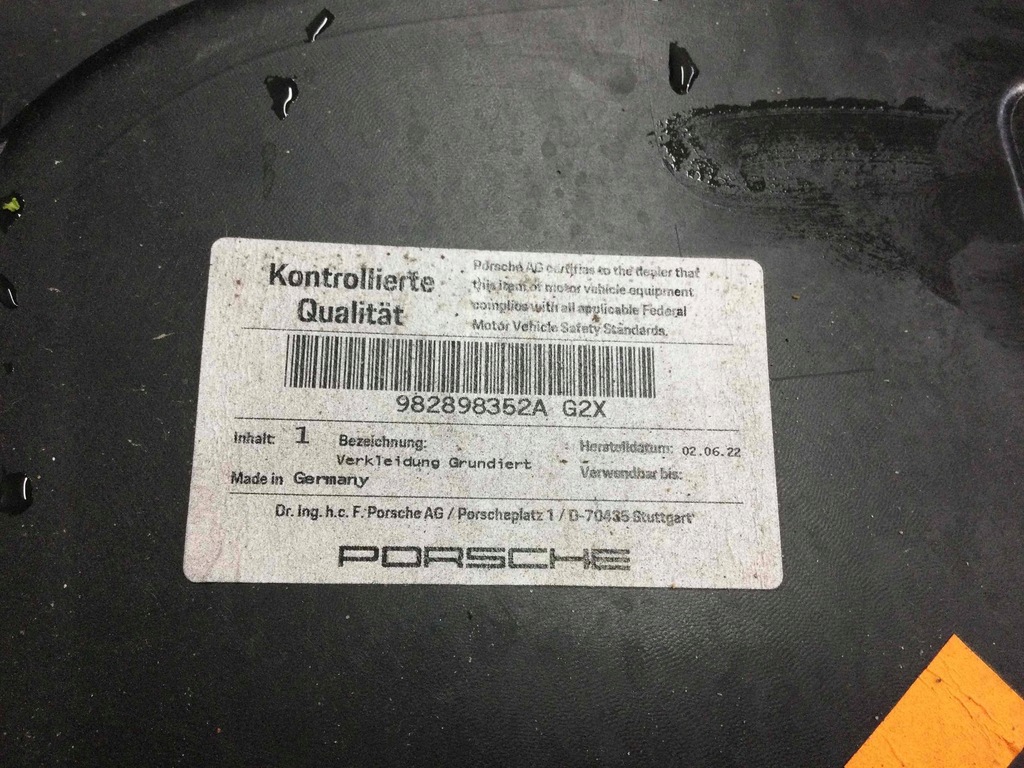 Kontrollierte
Qualität
Porsche AG certifies to the dealer that
this item of motor vehicle equipment
complies with all applicable Federal
Motor Vehicle Safety Standards.
982898352A G2X
Inhalt: 1 Bezeichnung: Herstelldatum: 02.06.22
Verkleidung Grundiert Verwendbar bis:
Made in Germany
Dr. Ing. h.c. F. Porsche AG / Porscheplatz 1 / D-70435 Stuttgart
PORSCHE